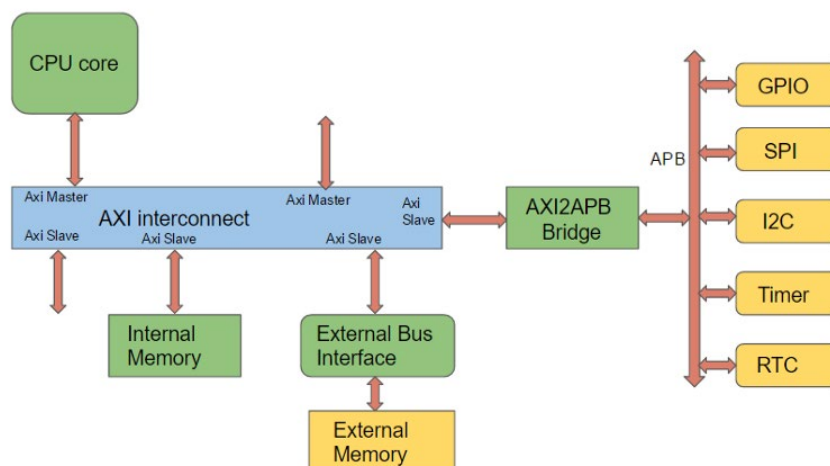 CPU core
GPIO
SPI
APB
Axi Master
Axi Master
Axi
Slave
AXI interconnect
AXI2APB
Bridge
I2C
Axi Slave
Axi Slave
Axi Slave
Timer
Internal
Memory
External Bus
Interface
RTC
External
Memory